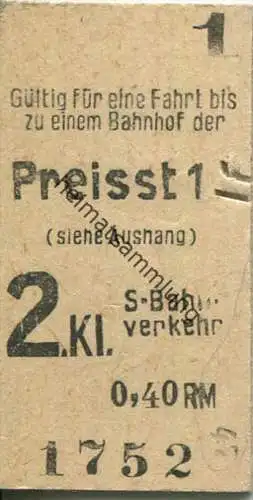 1
Gültig für eine Fahrt bis
zu einem Bahnhof der
Preisst 1
(siehe Aushang)
2.Kl.
S-Bahn
verkehr
0,40 RM
1752
heimatsammlung